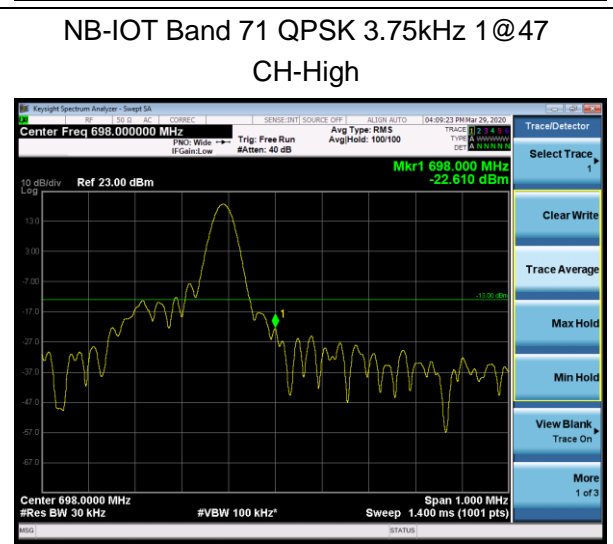 NB-IOT Band 71 QPSK 3.75kHz 1@47
CH-High
Keysight Spectrum Analyzer - Swept SA
RF 50 Ω AC CORREC SENSE:INT SOURCE OFF ALIGN AUTO 04:09:23 PM Mar 29, 2020
Center Freq 698.000000 MHz
PNO: Wide
IFGain:Low
Trig: Free Run
#Atten: 40 dB
Avg Type: RMS
Avg|Hold: 100/100
TRACE 1 2 3 4 5 6
TYPE A WWWWW
DET A NNNNN
Mkr1 698.000 MHz
-22.610 dBm
10 dB/div Ref 23.00 dBm
Log
13.0
3.00
-7.00
-13.00 dBm
-17.0
1
-27.0
-37.0
-47.0
-57.0
-67.0
Center 698.0000 MHz
#Res BW 30 kHz
#VBW 100 kHz*
Span 1.000 MHz
Sweep 1.400 ms (1001 pts)
MSG
STATUS
Trace/Detector
Select Trace
1
Clear Write
Trace Average
Max Hold
Min Hold
View Blank
Trace On
More
1 of 3